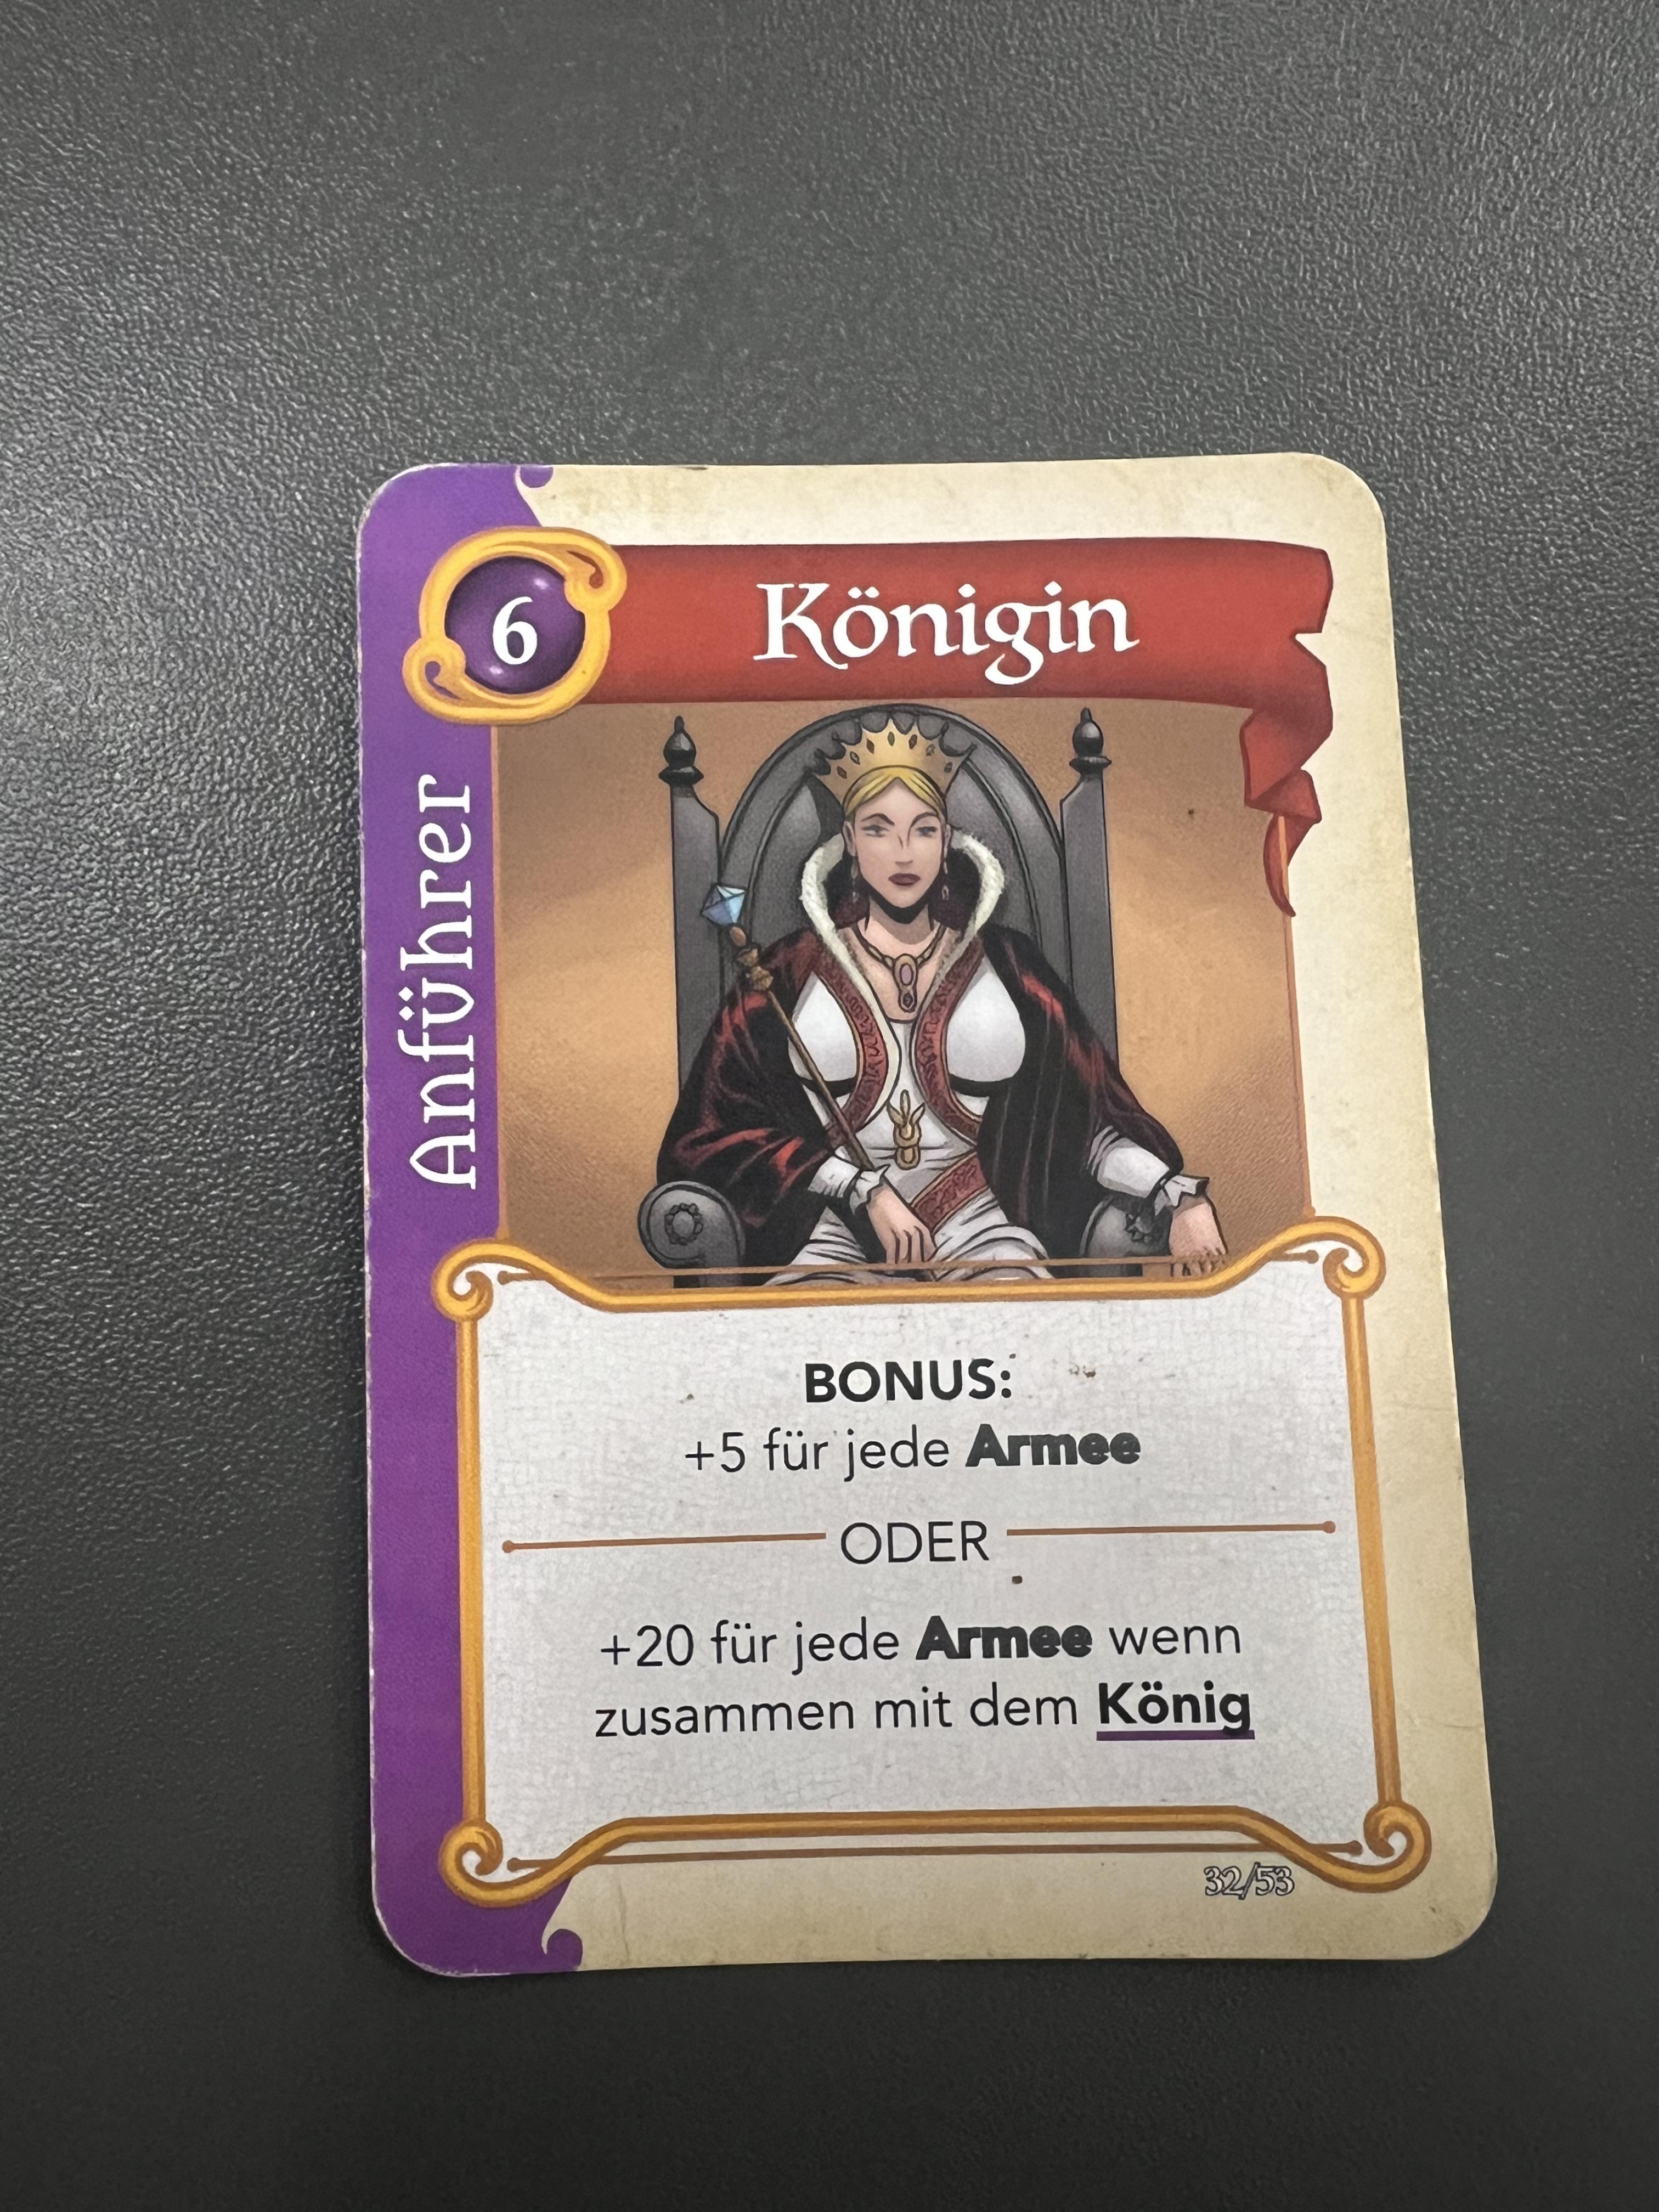 6
Königin
Anführer
BONUS:
+5 für jede Armee
ODER
+20 für jede Armee wenn
zusammen mit dem König
32/53